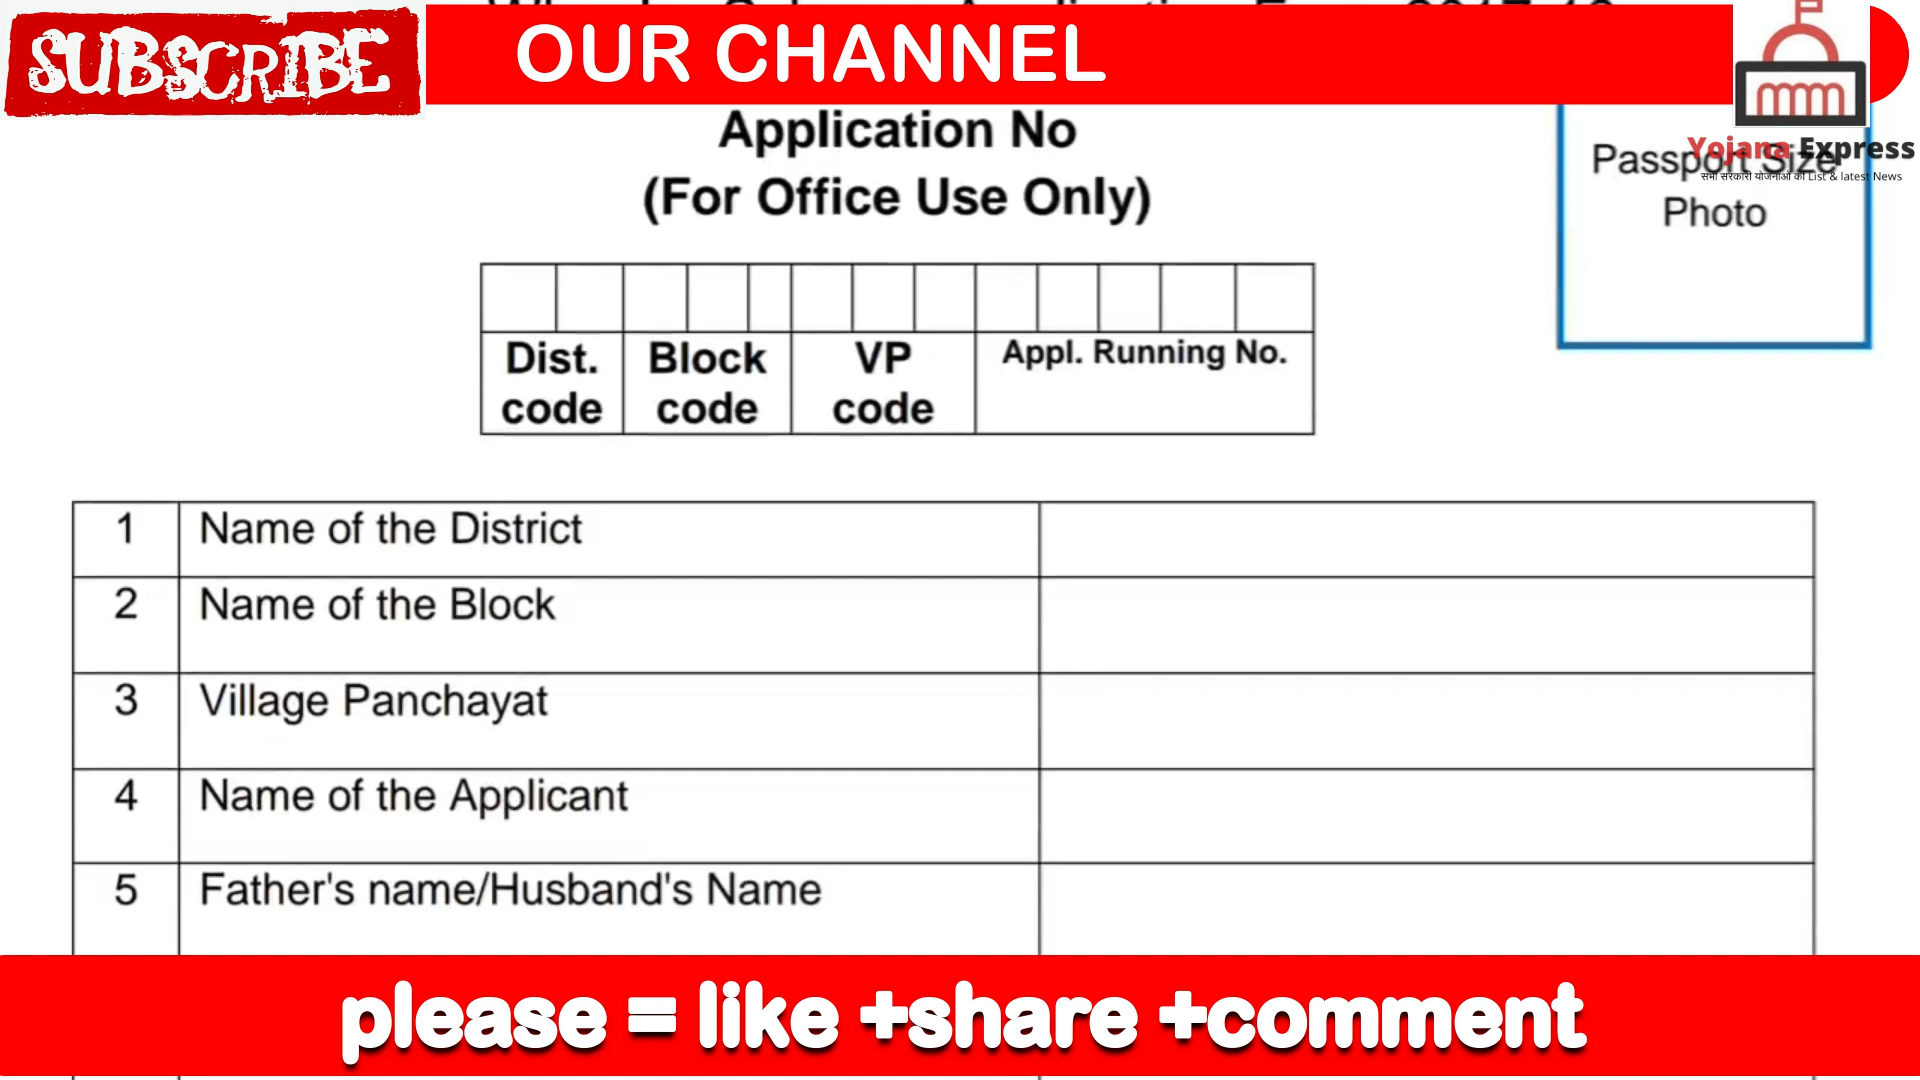 SUBSCRIBE
OUR CHANNEL
Application No
(For Office Use Only)
Passport Size
Photo
Yojana Express
सभी सरकारी योजनाओं की List & latest News
Dist. code
Block code
VP code
Appl. Running No.
1 Name of the District
2 Name of the Block
3 Village Panchayat
4 Name of the Applicant
5 Father's name/Husband's Name
please = like +share +comment